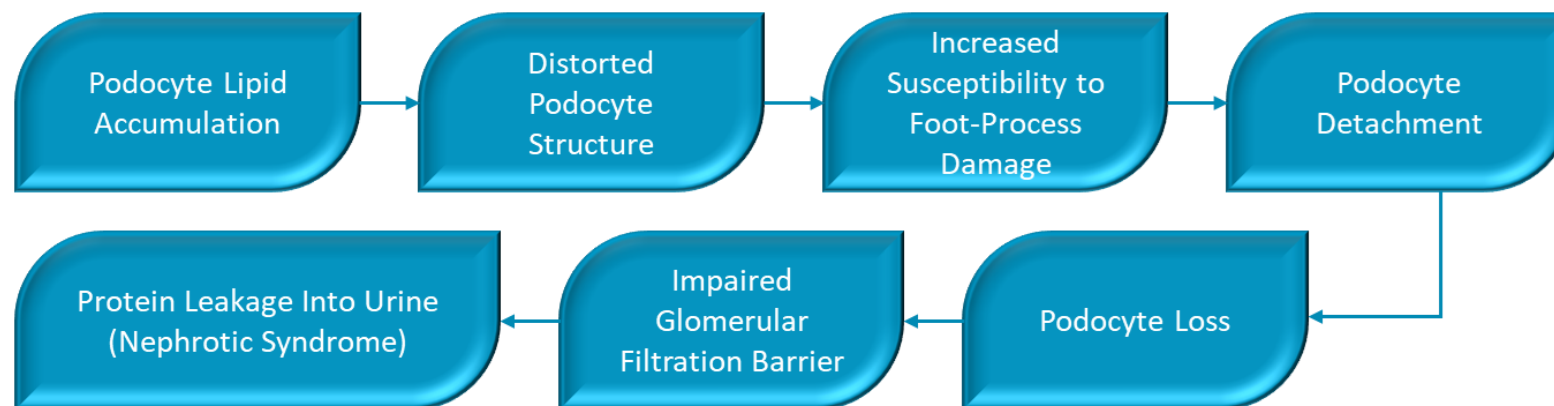 Podocyte Lipid
Accumulation
Distorted
Podocyte
Structure
Increased
Susceptibility to
Foot-Process
Damage
Podocyte
Detachment
Podocyte Loss
Impaired
Glomerular
Filtration Barrier
Protein Leakage Into Urine
(Nephrotic Syndrome)